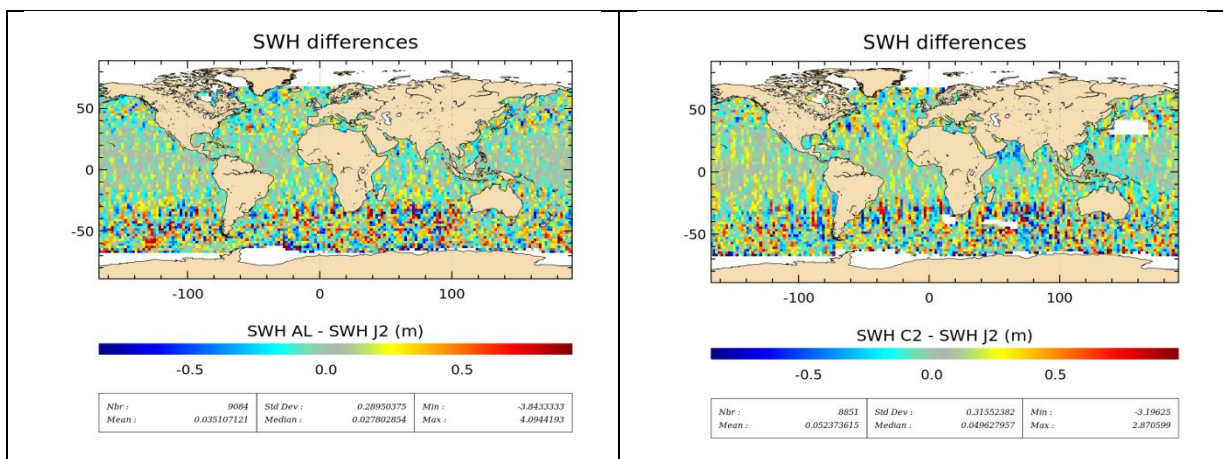 SWH differences
50
0
-50
-100 0 100
SWH AL - SWH J2 (m)
-0.5 0.0 0.5
Nbr : 9084 Std Dev : 0.28950375 Min : -3.8433333
Mean : 0.035107121 Median : 0.027802854 Max : 4.0944193
SWH differences
50
0
-50
-100 0 100
SWH C2 - SWH J2 (m)
-0.5 0.0 0.5
Nbr : 8851 Std Dev : 0.31552382 Min : -3.19625
Mean : 0.052373615 Median : 0.049627957 Max : 2.870599